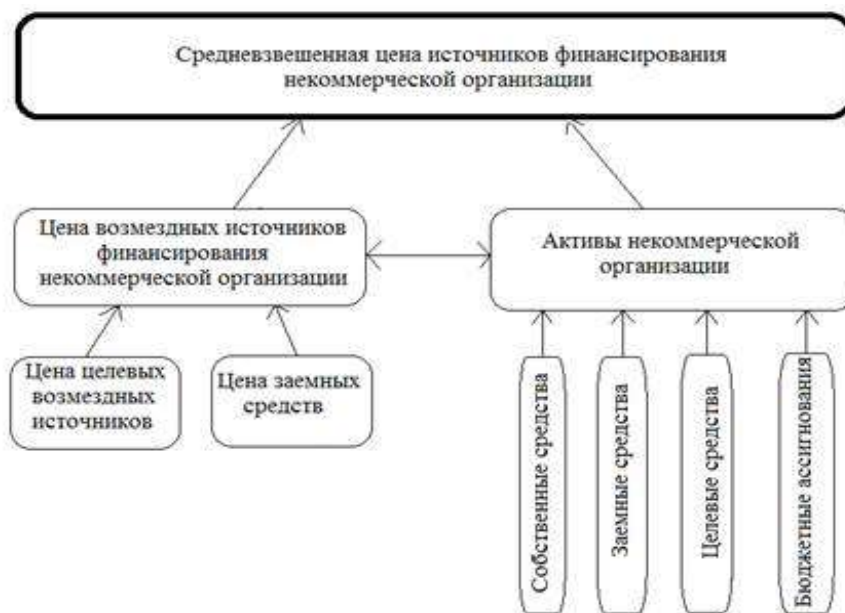 Средневзвешенная цена источников финансирования
некоммерческой организации
Цена возмездных источников
финансирования
некоммерческой организации
Активы некоммерческой
организации
Цена целевых
возмездных
источников
Цена заемных
средств
Собственные средства
Заемные средства
Целевые средства
Бюджетные ассигнования